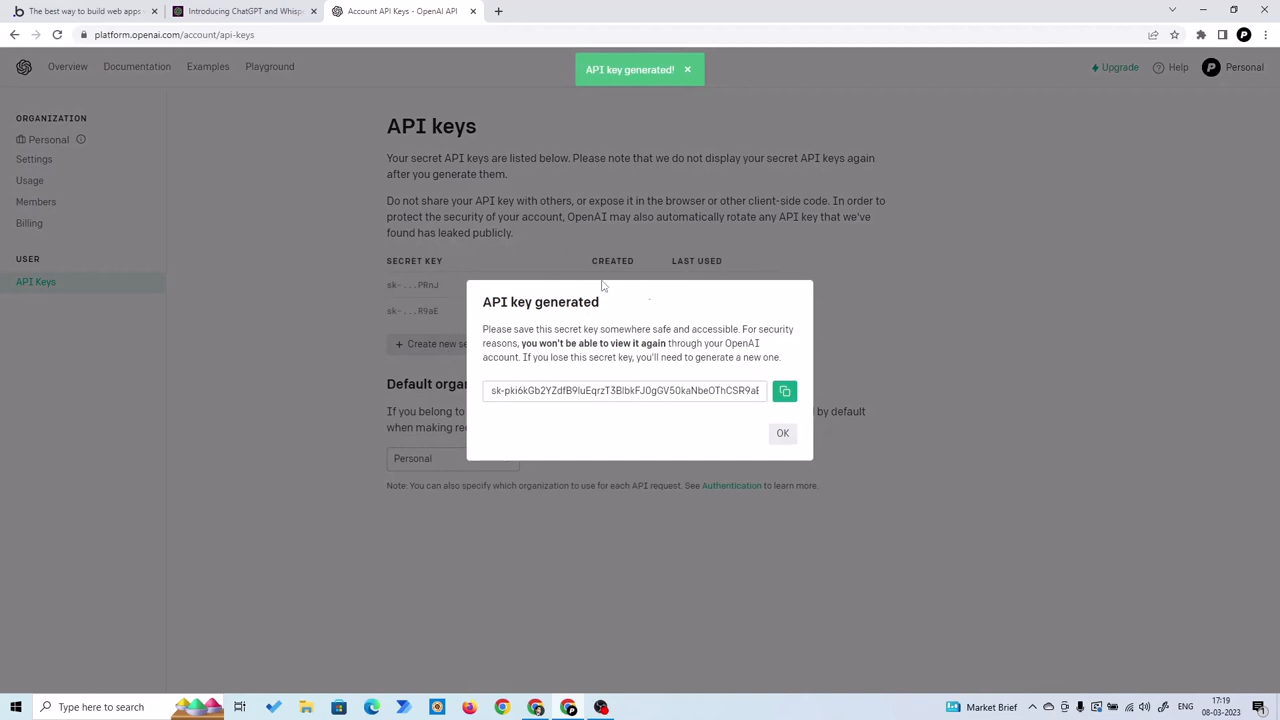 The best way to build web apps
Introducing ChatGPT and Whisp
Account API Keys - OpenAI API
platform.openai.com/account/api-keys
Overview
Documentation
Examples
Playground
API key generated!
Upgrade
Help
Personal
ORGANIZATION
Personal
Settings
Usage
Members
Billing
USER
API Keys
API keys
Your secret API keys are listed below. Please note that we do not display your secret API keys again
after you generate them.
Do not share your API key with others, or expose it in the browser or other client-side code. In order to
protect the security of your account, OpenAI may also automatically rotate any API key that we've
found has leaked publicly.
SECRET KEY CREATED LAST USED
sk-...PRnJ
sk-...R9aE
+ Create new se
API key generated
Please save this secret key somewhere safe and accessible. For security
reasons, you won't be able to view it again through your OpenAI
account. If you lose this secret key, you'll need to generate a new one.
OK
Default orga
If you belong to
by default
when making re
Personal
Note: You can also specify which organization to use for each API request. See Authentication to learn more.
Type here to search
Market Brief
ENG
17:19
08-03-2023